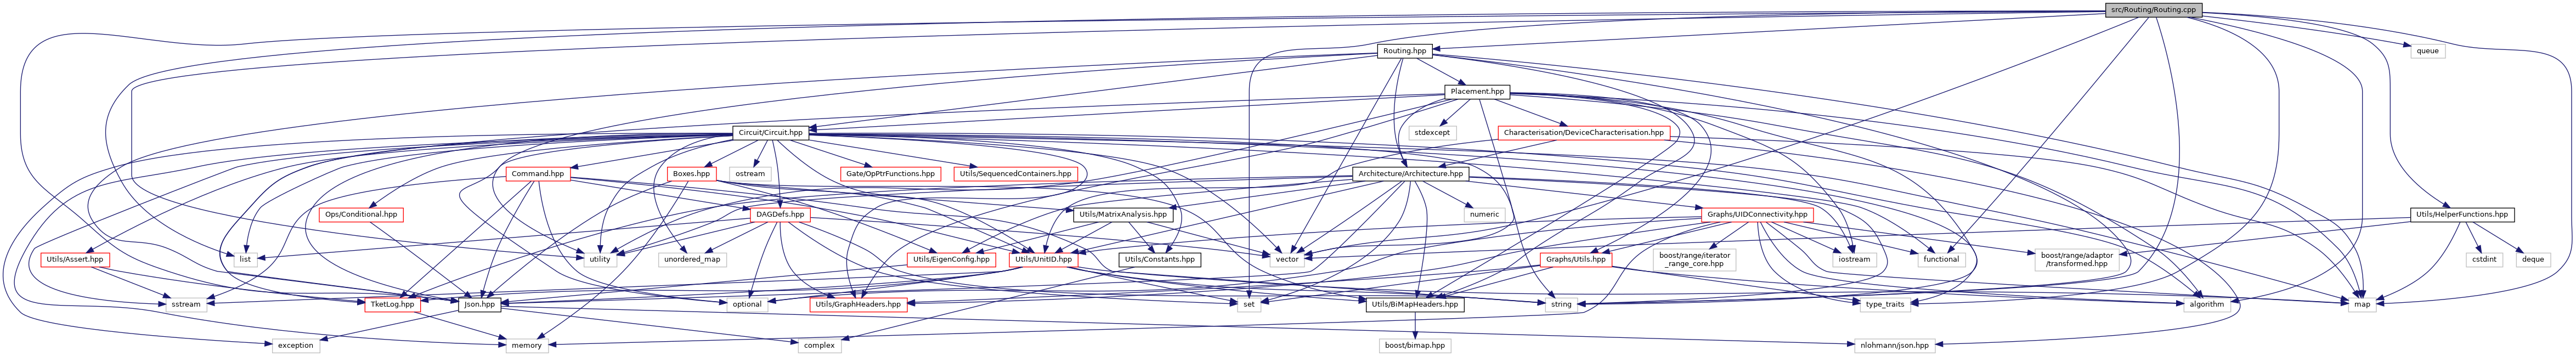 src/Routing/Routing.cpp
Routing.hpp
queue
Placement.hpp
Circuit/Circuit.hpp
stdexcept
Characterisation/DeviceCharacterisation.hpp
Command.hpp
Boxes.hpp
ostream
Gate/OpPtrFunctions.hpp
Utils/SequencedContainers.hpp
Architecture/Architecture.hpp
Ops/Conditional.hpp
DAGDefs.hpp
Utils/MatrixAnalysis.hpp
numeric
Graphs/UIDConnectivity.hpp
Utils/HelperFunctions.hpp
Utils/Assert.hpp
list
utility
unordered_map
Utils/EigenConfig.hpp
Utils/UnitID.hpp
Utils/Constants.hpp
vector
Graphs/Utils.hpp
boost/range/iterator
_range_core.hpp
iostream
functional
boost/range/adaptor
/transformed.hpp
cstdint
deque
sstream
TketLog.hpp
Json.hpp
optional
Utils/GraphHeaders.hpp
set
Utils/BiMapHeaders.hpp
string
type_traits
algorithm
map
exception
memory
complex
boost/bimap.hpp
nlohmann/json.hpp